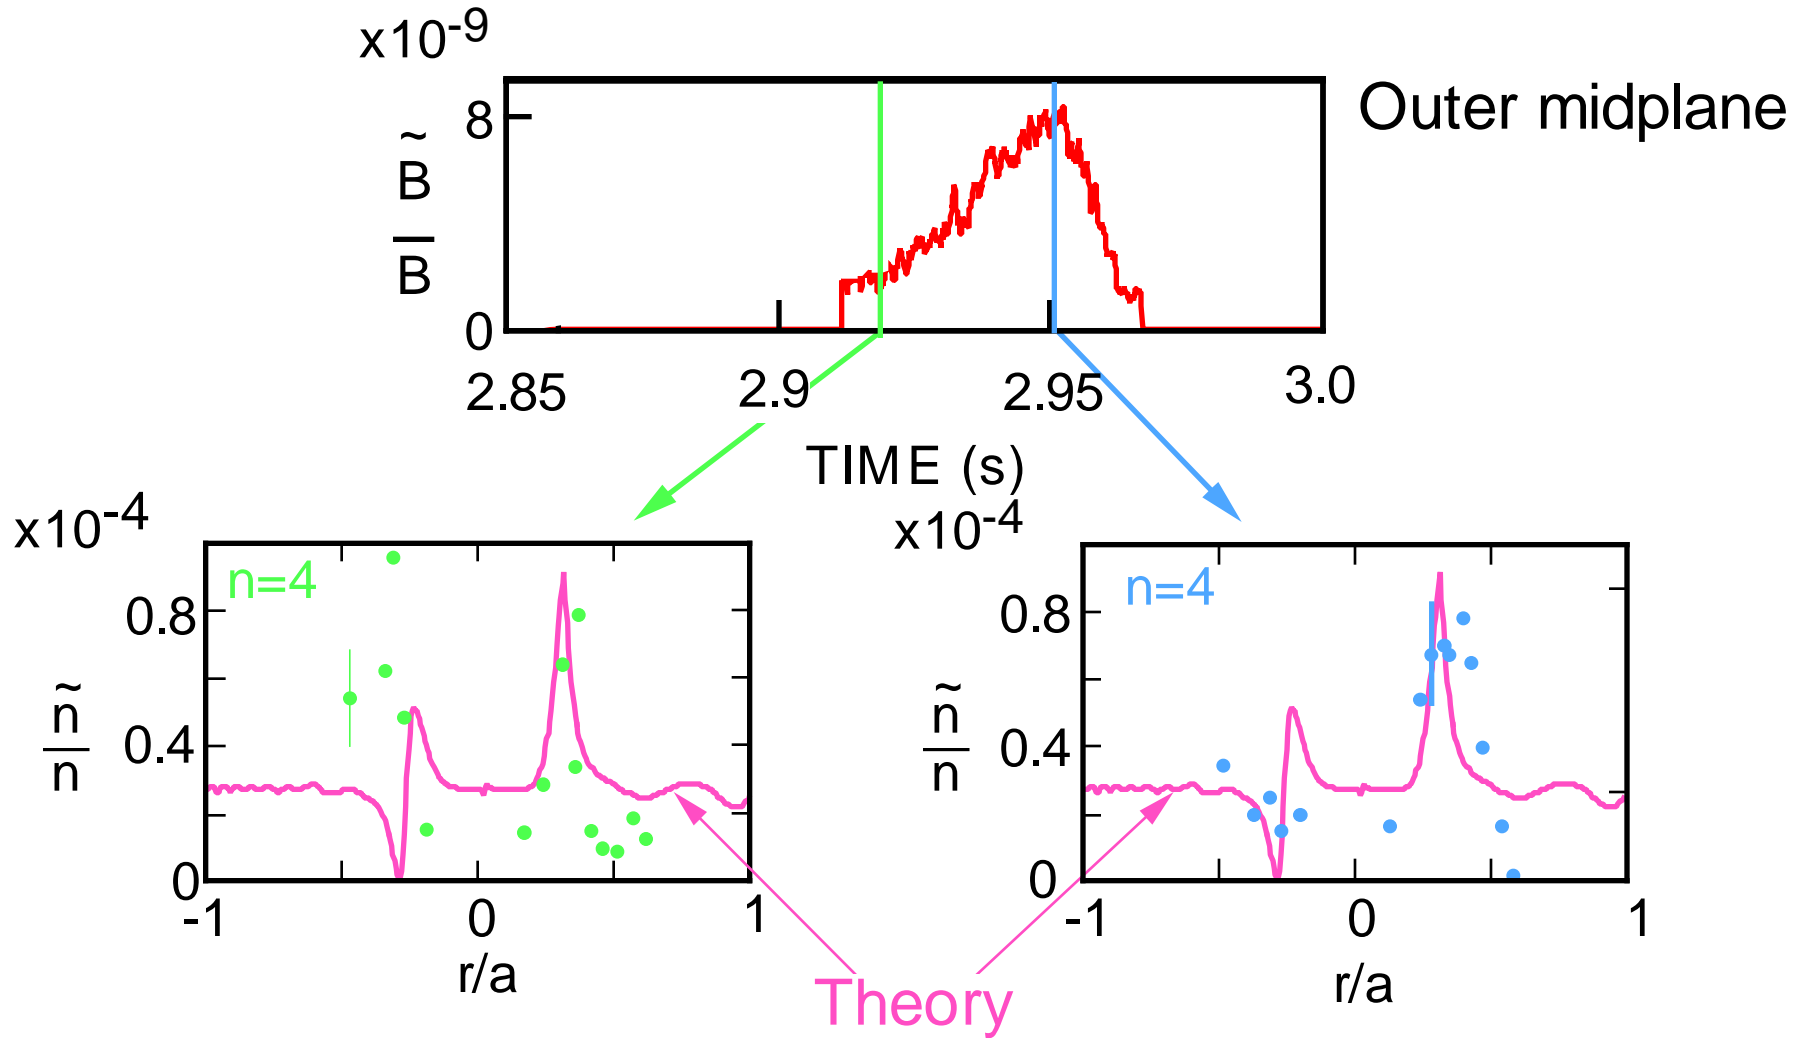 x10-9
Outer midplane
8
B̃
B
0
2.85 2.9 2.95 3.0
TIME (s)
x10-4
n=4
0.8
ñ
n
0.4
0
-1 0 1
r/a
x10-4
n=4
0.8
ñ
n
0.4
0
-1 0 1
r/a
Theory